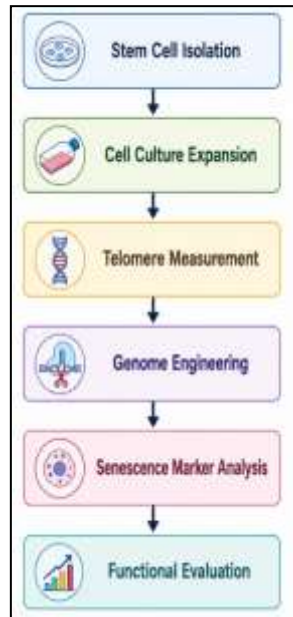 Stem Cell Isolation
Cell Culture Expansion
Telomere Measurement
Genome Engineering
Senescence Marker Analysis
Functional Evaluation